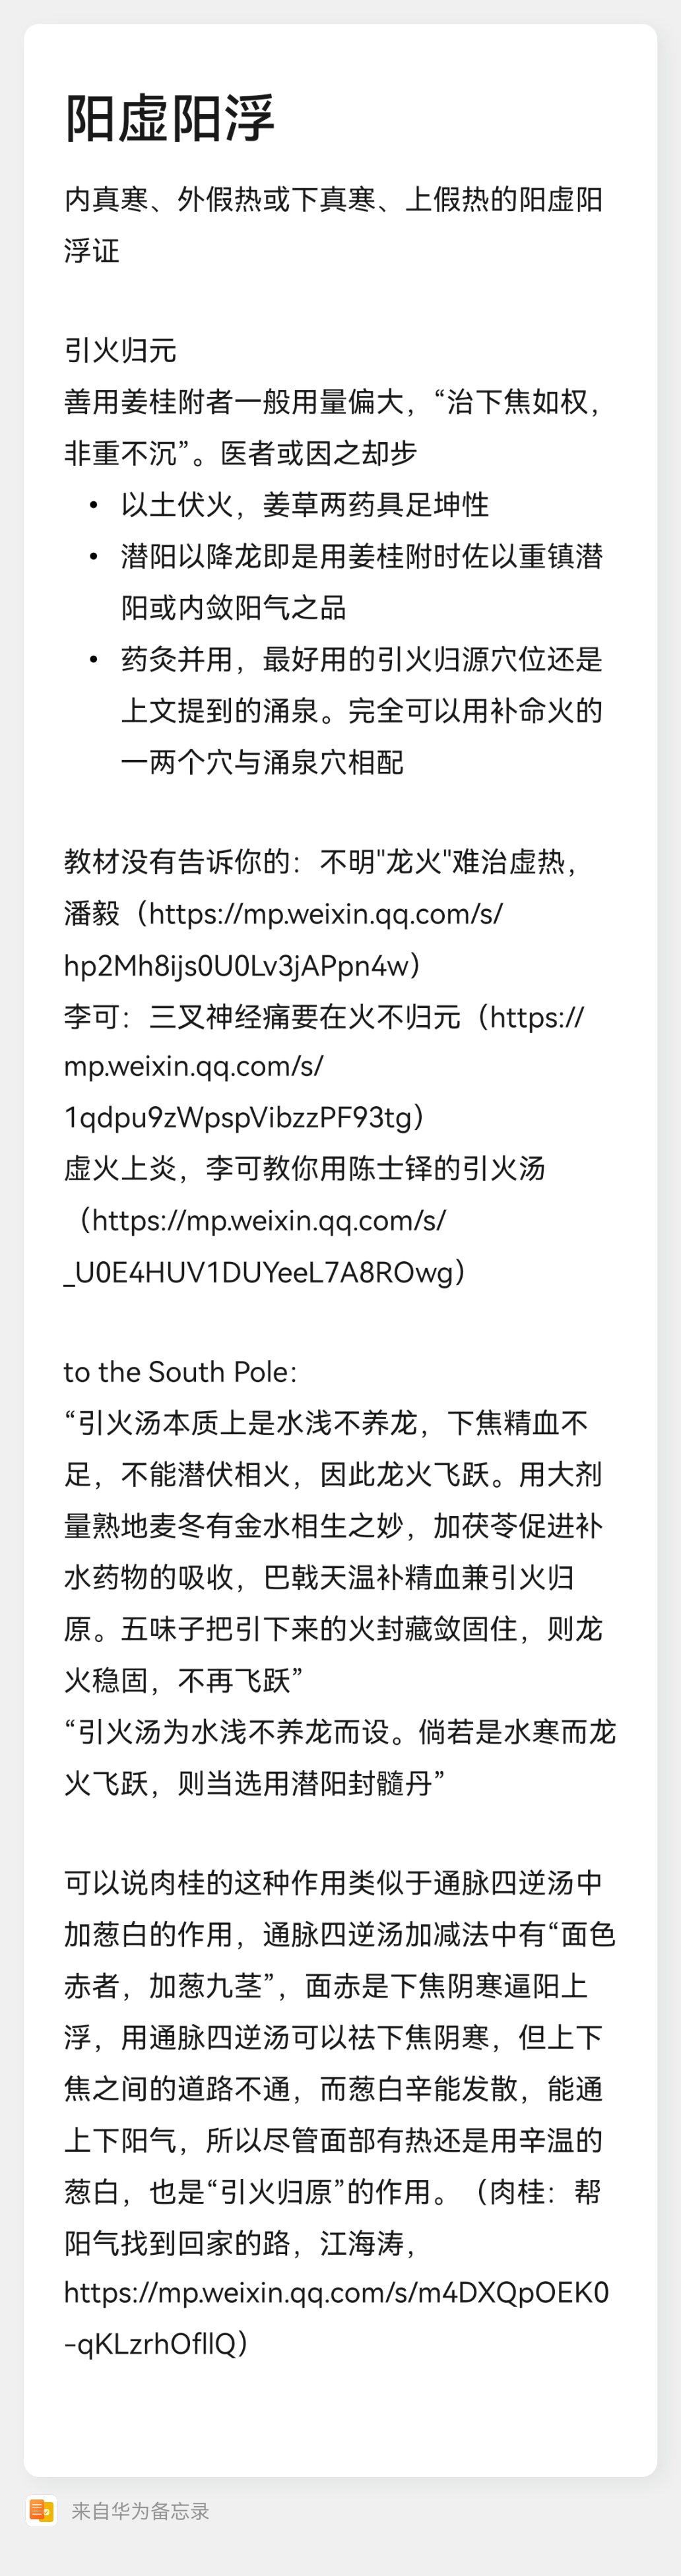 阳虚阳浮
内真寒、外假热或下真寒、上假热的阳虚阳
浮证
引火归元
善用姜桂附者一般用量偏大，“治下焦如权，
非重不沉”。医者或因之却步
• 以土伏火，姜草两药具足坤性
• 潜阳以降龙即是用姜桂附时佐以重镇潜
阳或内敛阳气之品
• 药灸并用，最好用的引火归源穴位还是
上文提到的涌泉。完全可以用补命火的
一两个穴与涌泉穴相配
教材没有告诉你的：不明"龙火"难治虚热，
潘毅（https://mp.weixin.qq.com/s/
hp2Mh8ijs0U0Lv3jAPpn4w）
李可：三叉神经痛要在火不归元（https://
mp.weixin.qq.com/s/
1qdpu9zWpspVibzzPF93tg）
虚火上炎，李可教你用陈士铎的引火汤
（https://mp.weixin.qq.com/s/
_U0E4HUV1DUYeeL7A8ROwg）
to the South Pole：
“引火汤本质上是水浅不养龙，下焦精血不
足，不能潜伏相火，因此龙火飞跃。用大剂
量熟地麦冬有金水相生之妙，加茯苓促进补
水药物的吸收，巴戟天温补精血兼引火归
原。五味子把引下来的火封藏敛固住，则龙
火稳固，不再飞跃”
“引火汤为水浅不养龙而设。倘若是水寒而龙
火飞跃，则当选用潜阳封髓丹”
可以说肉桂的这种作用类似于通脉四逆汤中
加葱白的作用，通脉四逆汤加减法中有“面色
赤者，加葱九茎”，面赤是下焦阴寒逼阳上
浮，用通脉四逆汤可以祛下焦阴寒，但上下
焦之间的道路不通，而葱白辛能发散，能通
上下阳气，所以尽管面部有热还是用辛温的
葱白，也是“引火归原”的作用。（肉桂：帮
阳气找到回家的路，江海涛，
https://mp.weixin.qq.com/s/m4DXQpOEK0
-qKLzrhOfllQ）
来自华为备忘录